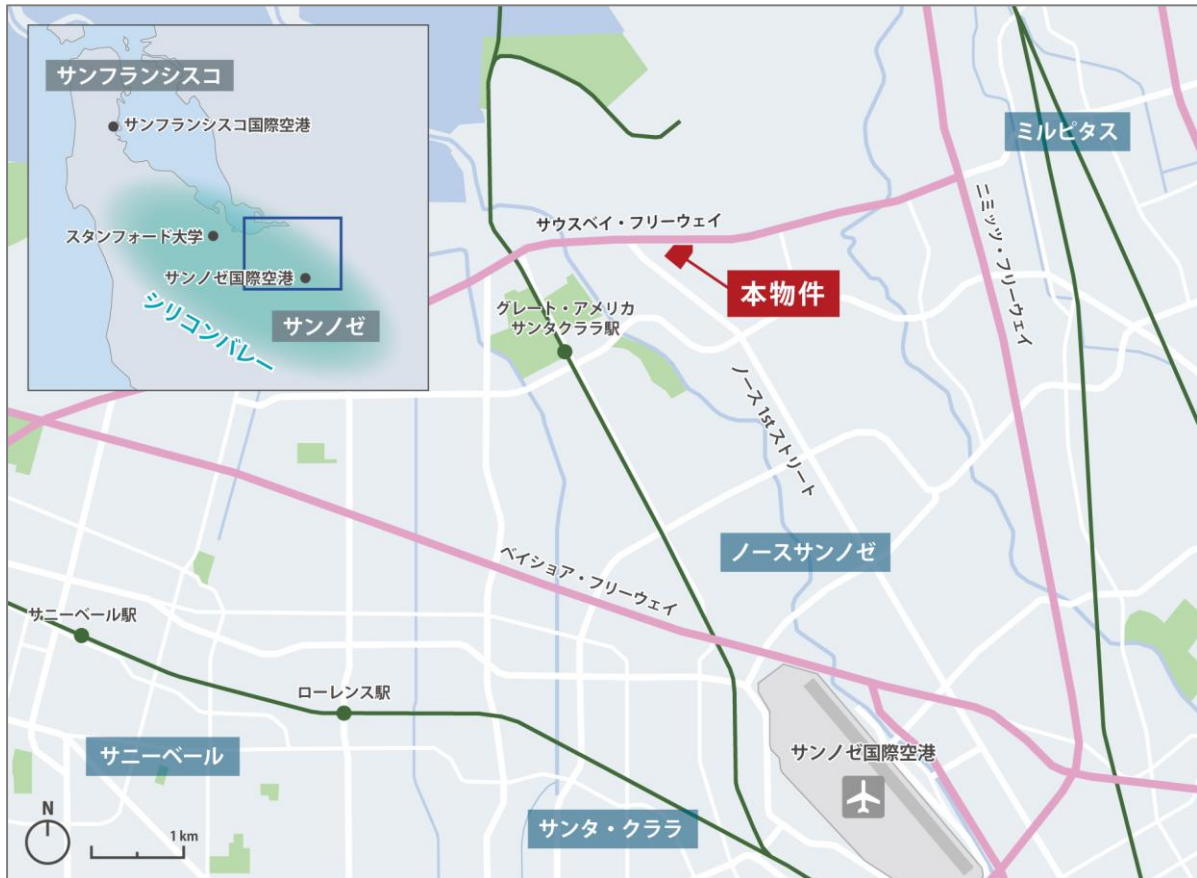 サンフランシスコ
サンフランシスコ国際空港
スタンフォード大学
サンノゼ国際空港
サンノゼ
シリコンバレー
ミルピタス
サウスベイ・フリーウェイ
ニミッツ・フリーウェイ
本物件
グレート・アメリカ
サンタクララ駅
ノース 1st ストリート
ノースサンノゼ
ベイショア・フリーウェイ
サニーベール駅
ローレンス駅
サニーベール
サンノゼ国際空港
サンタ・クララ
N
1 km